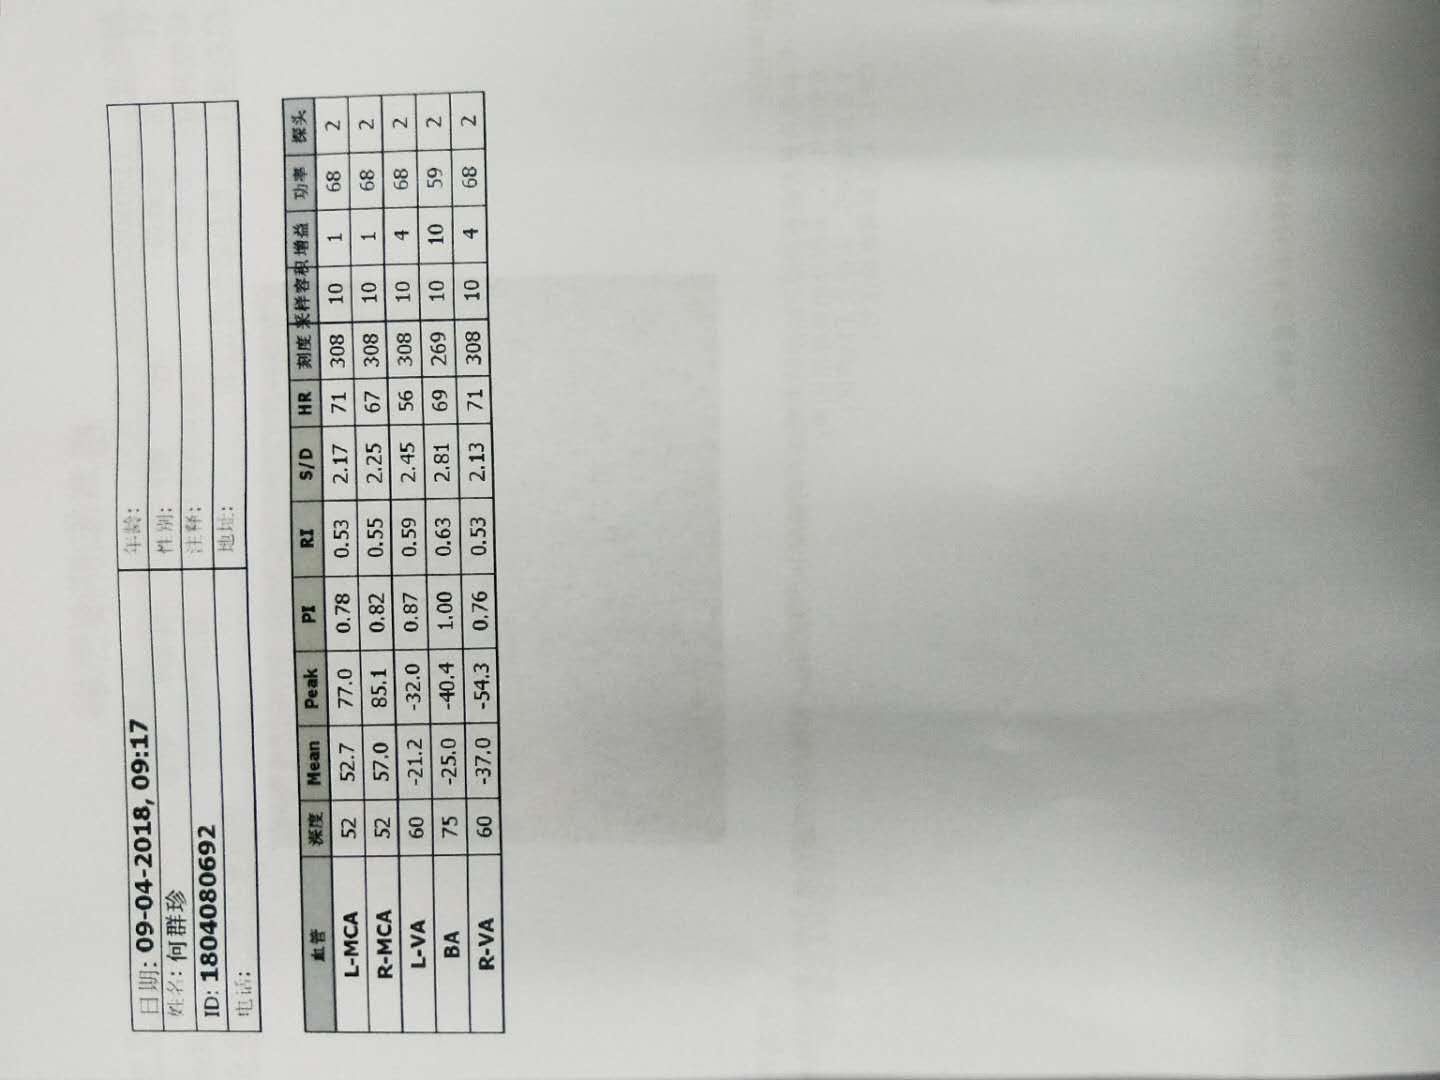 日期: 09-04-2018, 09:17 年龄:
姓名: 何群珍 性别:
ID: 1804080692 注释:
电话: 地址:
血管 深度 Mean Peak PI RI S/D HR 刻度 采样容积 增益 功率 探头
L-MCA 52 52.7 77.0 0.78 0.53 2.17 71 308 10 1 68 2
R-MCA 52 57.0 85.1 0.82 0.55 2.25 67 308 10 1 68 2
L-VA 60 -21.2 -32.0 0.87 0.59 2.45 56 308 10 4 68 2
BA 75 -25.0 -40.4 1.00 0.63 2.81 69 269 10 10 59 2
R-VA 60 -37.0 -54.3 0.76 0.53 2.13 71 308 10 4 68 2